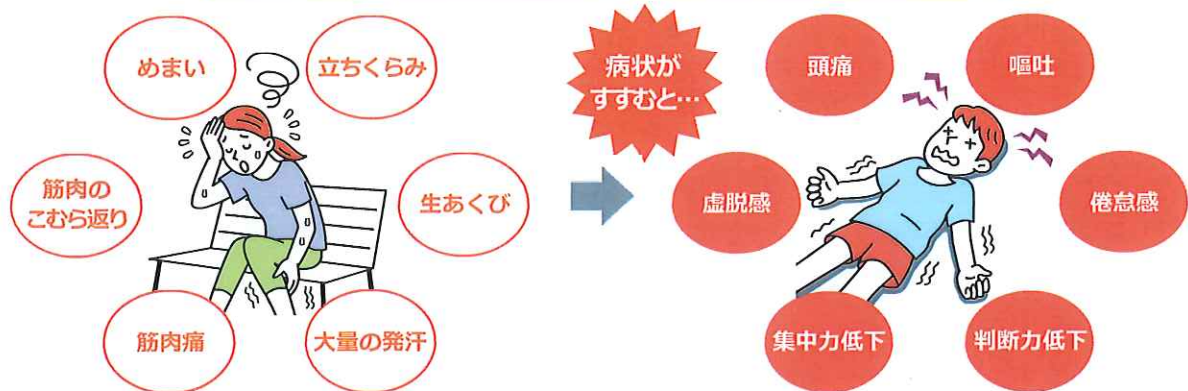 めまい
立ちくらみ
筋肉の
こむら返り
生あくび
筋肉痛
大量の発汗
病状が
すすむと…
頭痛
嘔吐
虚脱感
倦怠感
集中力低下
判断力低下